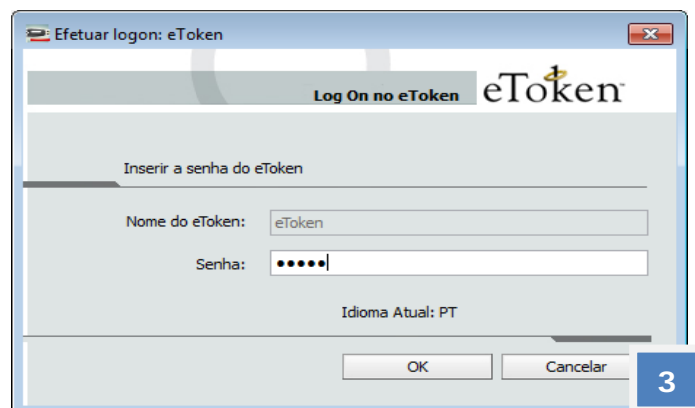 Efetuar logon: eToken
Log On no eToken
eToken
Inserir a senha do eToken
Nome do eToken: eToken
Senha: •••••
Idioma Atual: PT
OK Cancelar
3